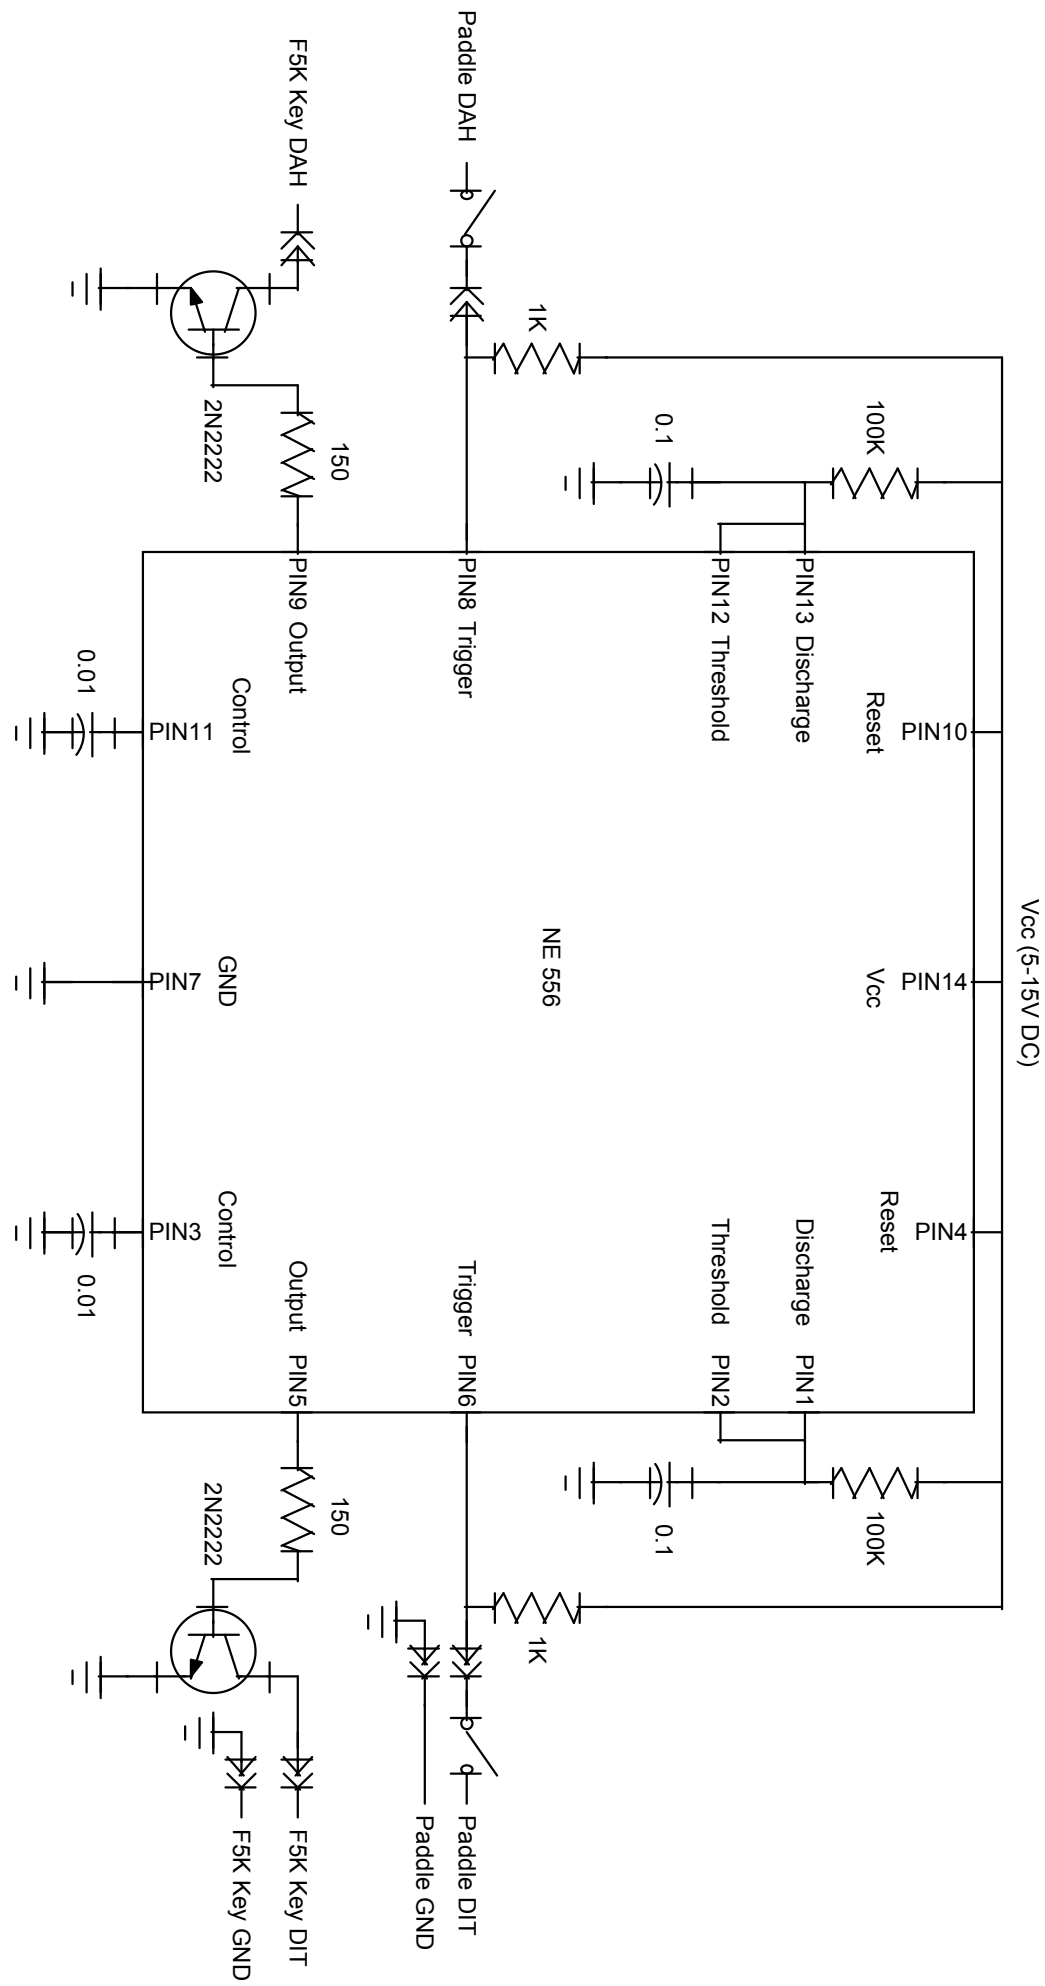 Vcc (5-15V DC)
PIN10
Reset
PIN14
Vcc
PIN4
Reset
100K
0.1
PIN13 Discharge
PIN12 Threshold
Discharge PIN1
Threshold PIN2
100K
0.1
1K
Paddle DAH
PIN8 Trigger
NE 556
Trigger PIN6
1K
Paddle DIT
Paddle GND
F5K Key DAH
150
2N2222
PIN9 Output
Output PIN5
150
2N2222
F5K Key DIT
F5K Key GND
Control
PIN11
0.01
GND
PIN7
Control
PIN3
0.01